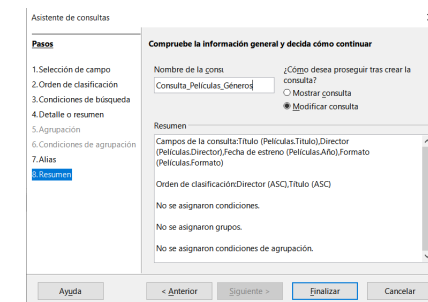 Asistente de consultas
Pasos
1.Selección de campo
2.Orden de clasificación
3.Condiciones de búsqueda
4.Detalle o resumen
5.Agrupación
6.Condiciones de agrupación
7.Alias
8.Resumen
Compruebe la información general y decida cómo continuar
Nombre de la consu
Consulta_Películas_Géneros
¿Cómo desea proseguir tras crear la
consulta?
Mostrar consulta
Modificar consulta
Resumen
Campos de la consulta:Título (Películas.Titulo),Director
(Películas.Director),Fecha de estreno (Películas.Año),Formato
(Películas.Formato)
Orden de clasificación:Director (ASC),Título (ASC)
No se asignaron condiciones.
No se asignaron grupos.
No se asignaron condiciones de agrupación.
Ayuda
< Anterior
Siguiente >
Finalizar
Cancelar